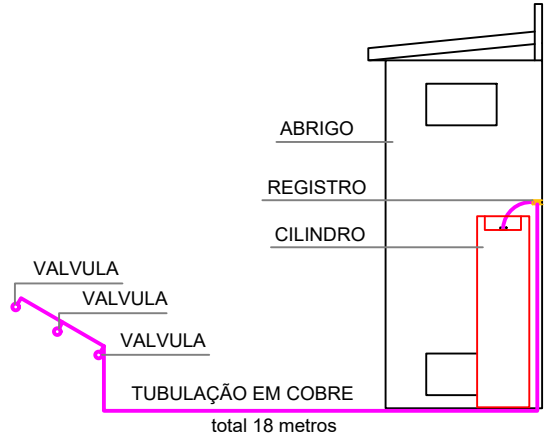 ABRIGO
REGISTRO
CILINDRO
VALVULA
VALVULA
VALVULA
TUBULAÇÃO EM COBRE
total 18 metros